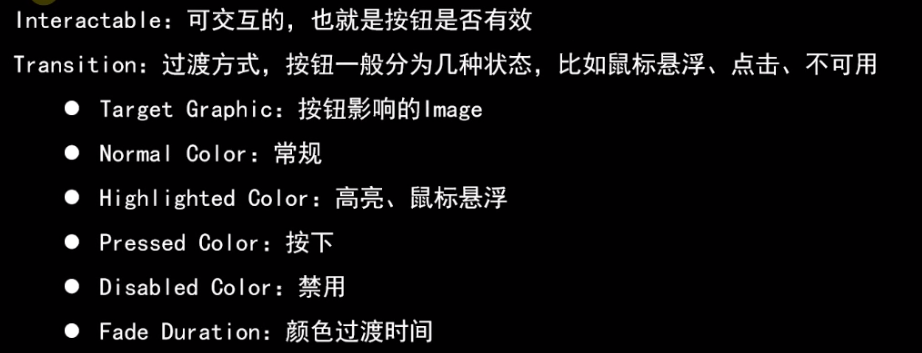 Interactable：可交互的，也就是按钮是否有效
Transition：过渡方式，按钮一般分为几种状态，比如鼠标悬浮、点击、不可用
● Target Graphic：按钮影响的Image
● Normal Color：常规
● Highlighted Color：高亮、鼠标悬浮
● Pressed Color：按下
● Disabled Color：禁用
● Fade Duration：颜色过渡时间